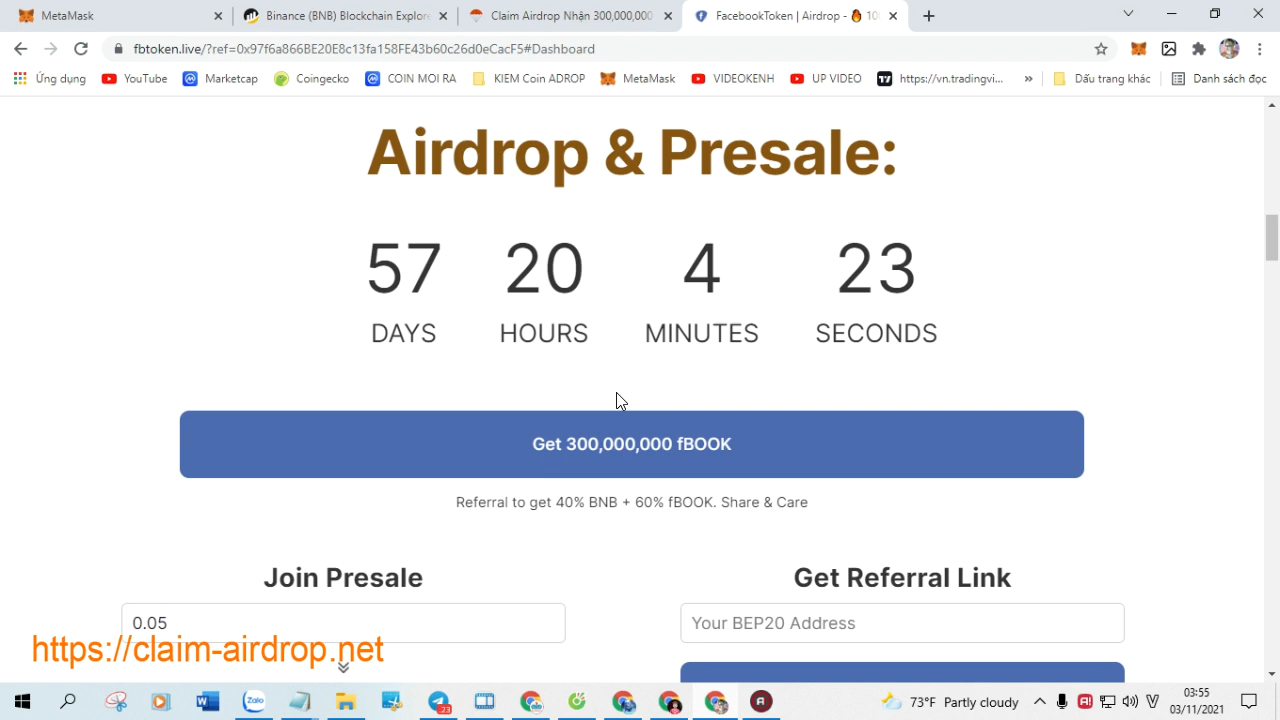 MetaMask
Binance (BNB) Blockchain Explore
Claim Airdrop Nhận 300,000,000
FacebookToken | Airdrop - 🔥 10
fbtoken.live/?ref=0x97f6a866BE20E8c13fa158FE43b60c26d0eCacF5#Dashboard
Ứng dụng
YouTube
Marketcap
Coingecko
COIN MOI RA
KIEM Coin ADROP
MetaMask
VIDEOKENH
UP VIDEO
https://vn.tradingvi...
»
Dấu trang khác
Danh sách đọc
Airdrop & Presale:
57 20 4 23
DAYS HOURS MINUTES SECONDS
Get 300,000,000 fBOOK
Referral to get 40% BNB + 60% fBOOK. Share & Care
Join Presale
Get Referral Link
0.05
Your BEP20 Address
https://claim-airdrop.net
Zalo
23
73°F Partly cloudy
03:55
03/11/2021